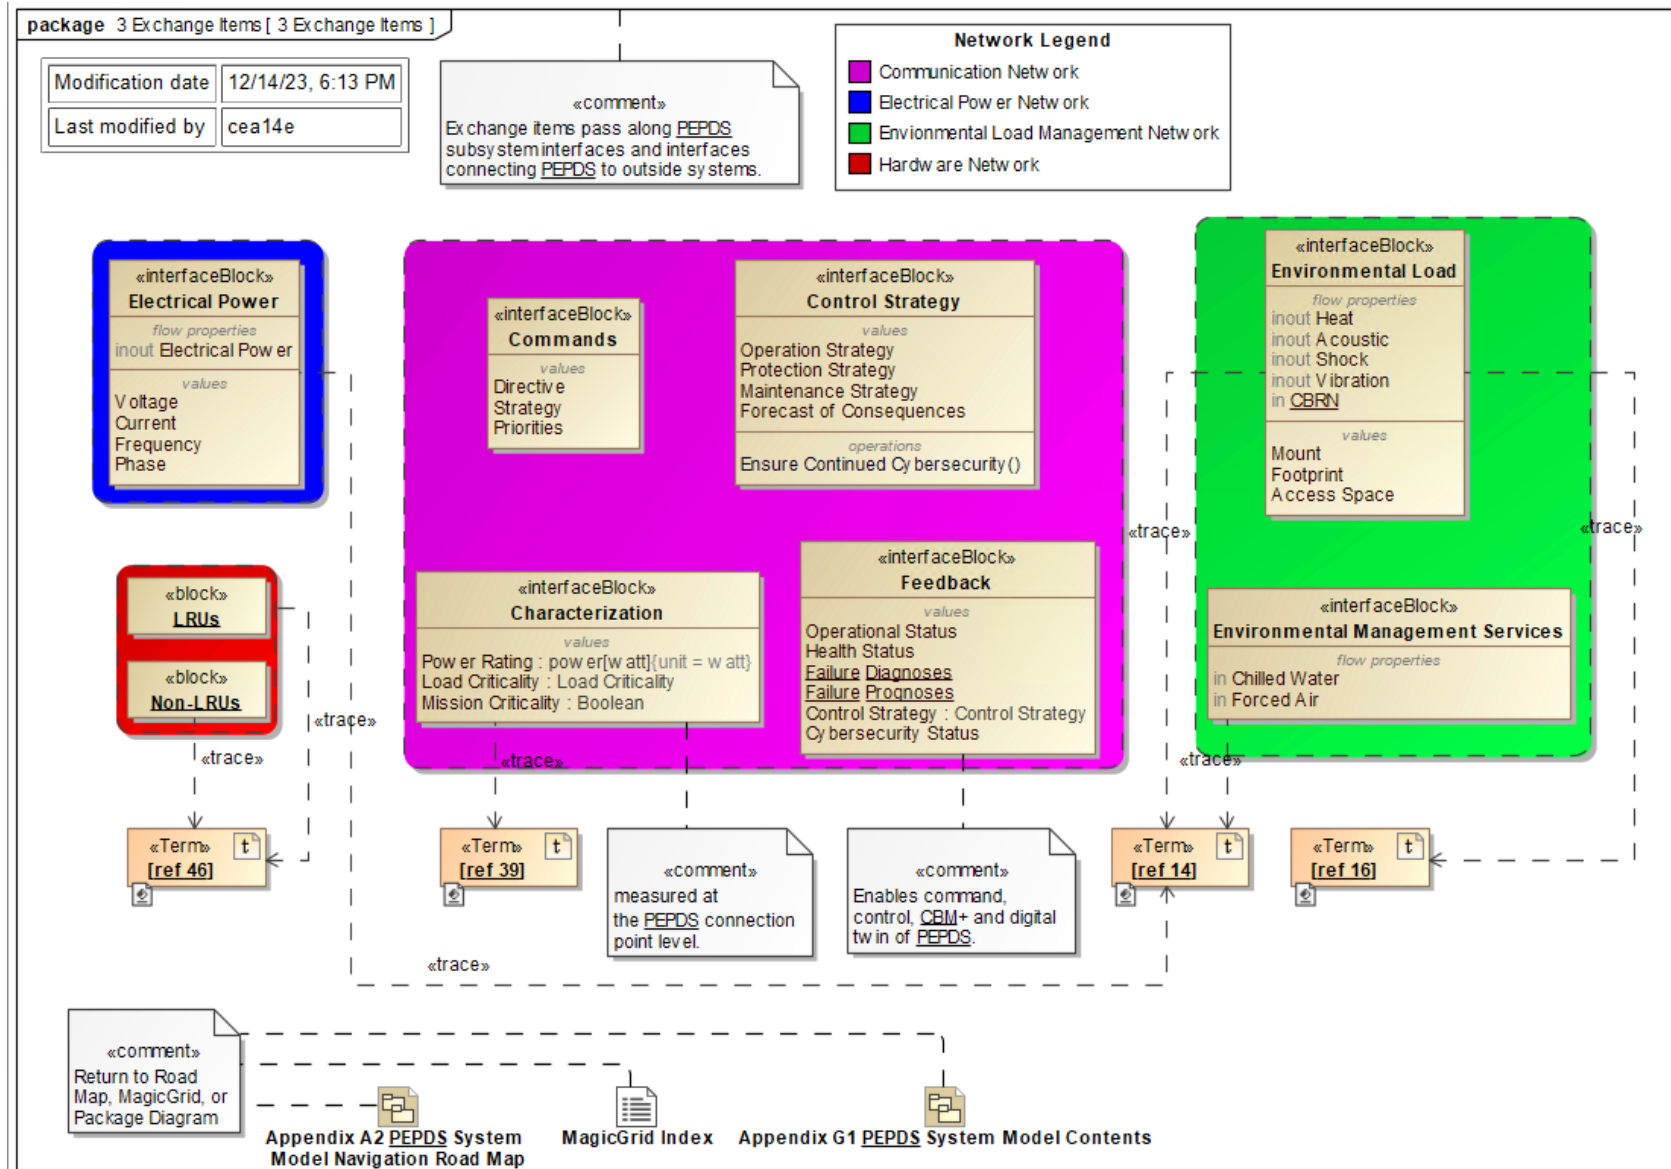 package 3 Exchange Items [ 3 Exchange Items ]
Modification date 12/14/23, 6:13 PM
Last modified by cea14e
«comment»
Exchange items pass along PEPDS
subsystem interfaces and interfaces
connecting PEPDS to outside systems.
Network Legend
Communication Network
Electrical Power Network
Envionmental Load Management Network
Hardware Network
«interfaceBlock»
Electrical Power
flow properties
inout Electrical Power
values
Voltage
Current
Frequency
Phase
«interfaceBlock»
Commands
values
Directive
Strategy
Priorities
«interfaceBlock»
Control Strategy
values
Operation Strategy
Protection Strategy
Maintenance Strategy
Forecast of Consequences
operations
Ensure Continued Cybersecurity()
«interfaceBlock»
Environmental Load
flow properties
inout Heat
inout Acoustic
inout Shock
inout Vibration
in CBRN
values
Mount
Footprint
Access Space
«trace»
«trace»
«block»
LRUs
«block»
Non-LRUs
«trace»
«trace»
«interfaceBlock»
Characterization
values
Power Rating : power[watt]{unit = watt}
Load Criticality : Load Criticality
Mission Criticality : Boolean
«trace»
«interfaceBlock»
Feedback
values
Operational Status
Health Status
Failure Diagnoses
Failure Prognoses
Control Strategy : Control Strategy
Cybersecurity Status
«interfaceBlock»
Environmental Management Services
flow properties
in Chilled Water
in Forced Air
«trace»
«Term» t
[ref 46]
«Term» t
[ref 39]
«comment»
measured at
the PEPDS connection
point level.
«comment»
Enables command,
control, CBM+ and digital
twin of PEPDS.
«Term» t
[ref 14]
«Term» t
[ref 16]
«trace»
«comment»
Return to Road
Map, MagicGrid, or
Package Diagram
Appendix A2 PEPDS System
Model Navigation Road Map
MagicGrid Index
Appendix G1 PEPDS System Model Contents